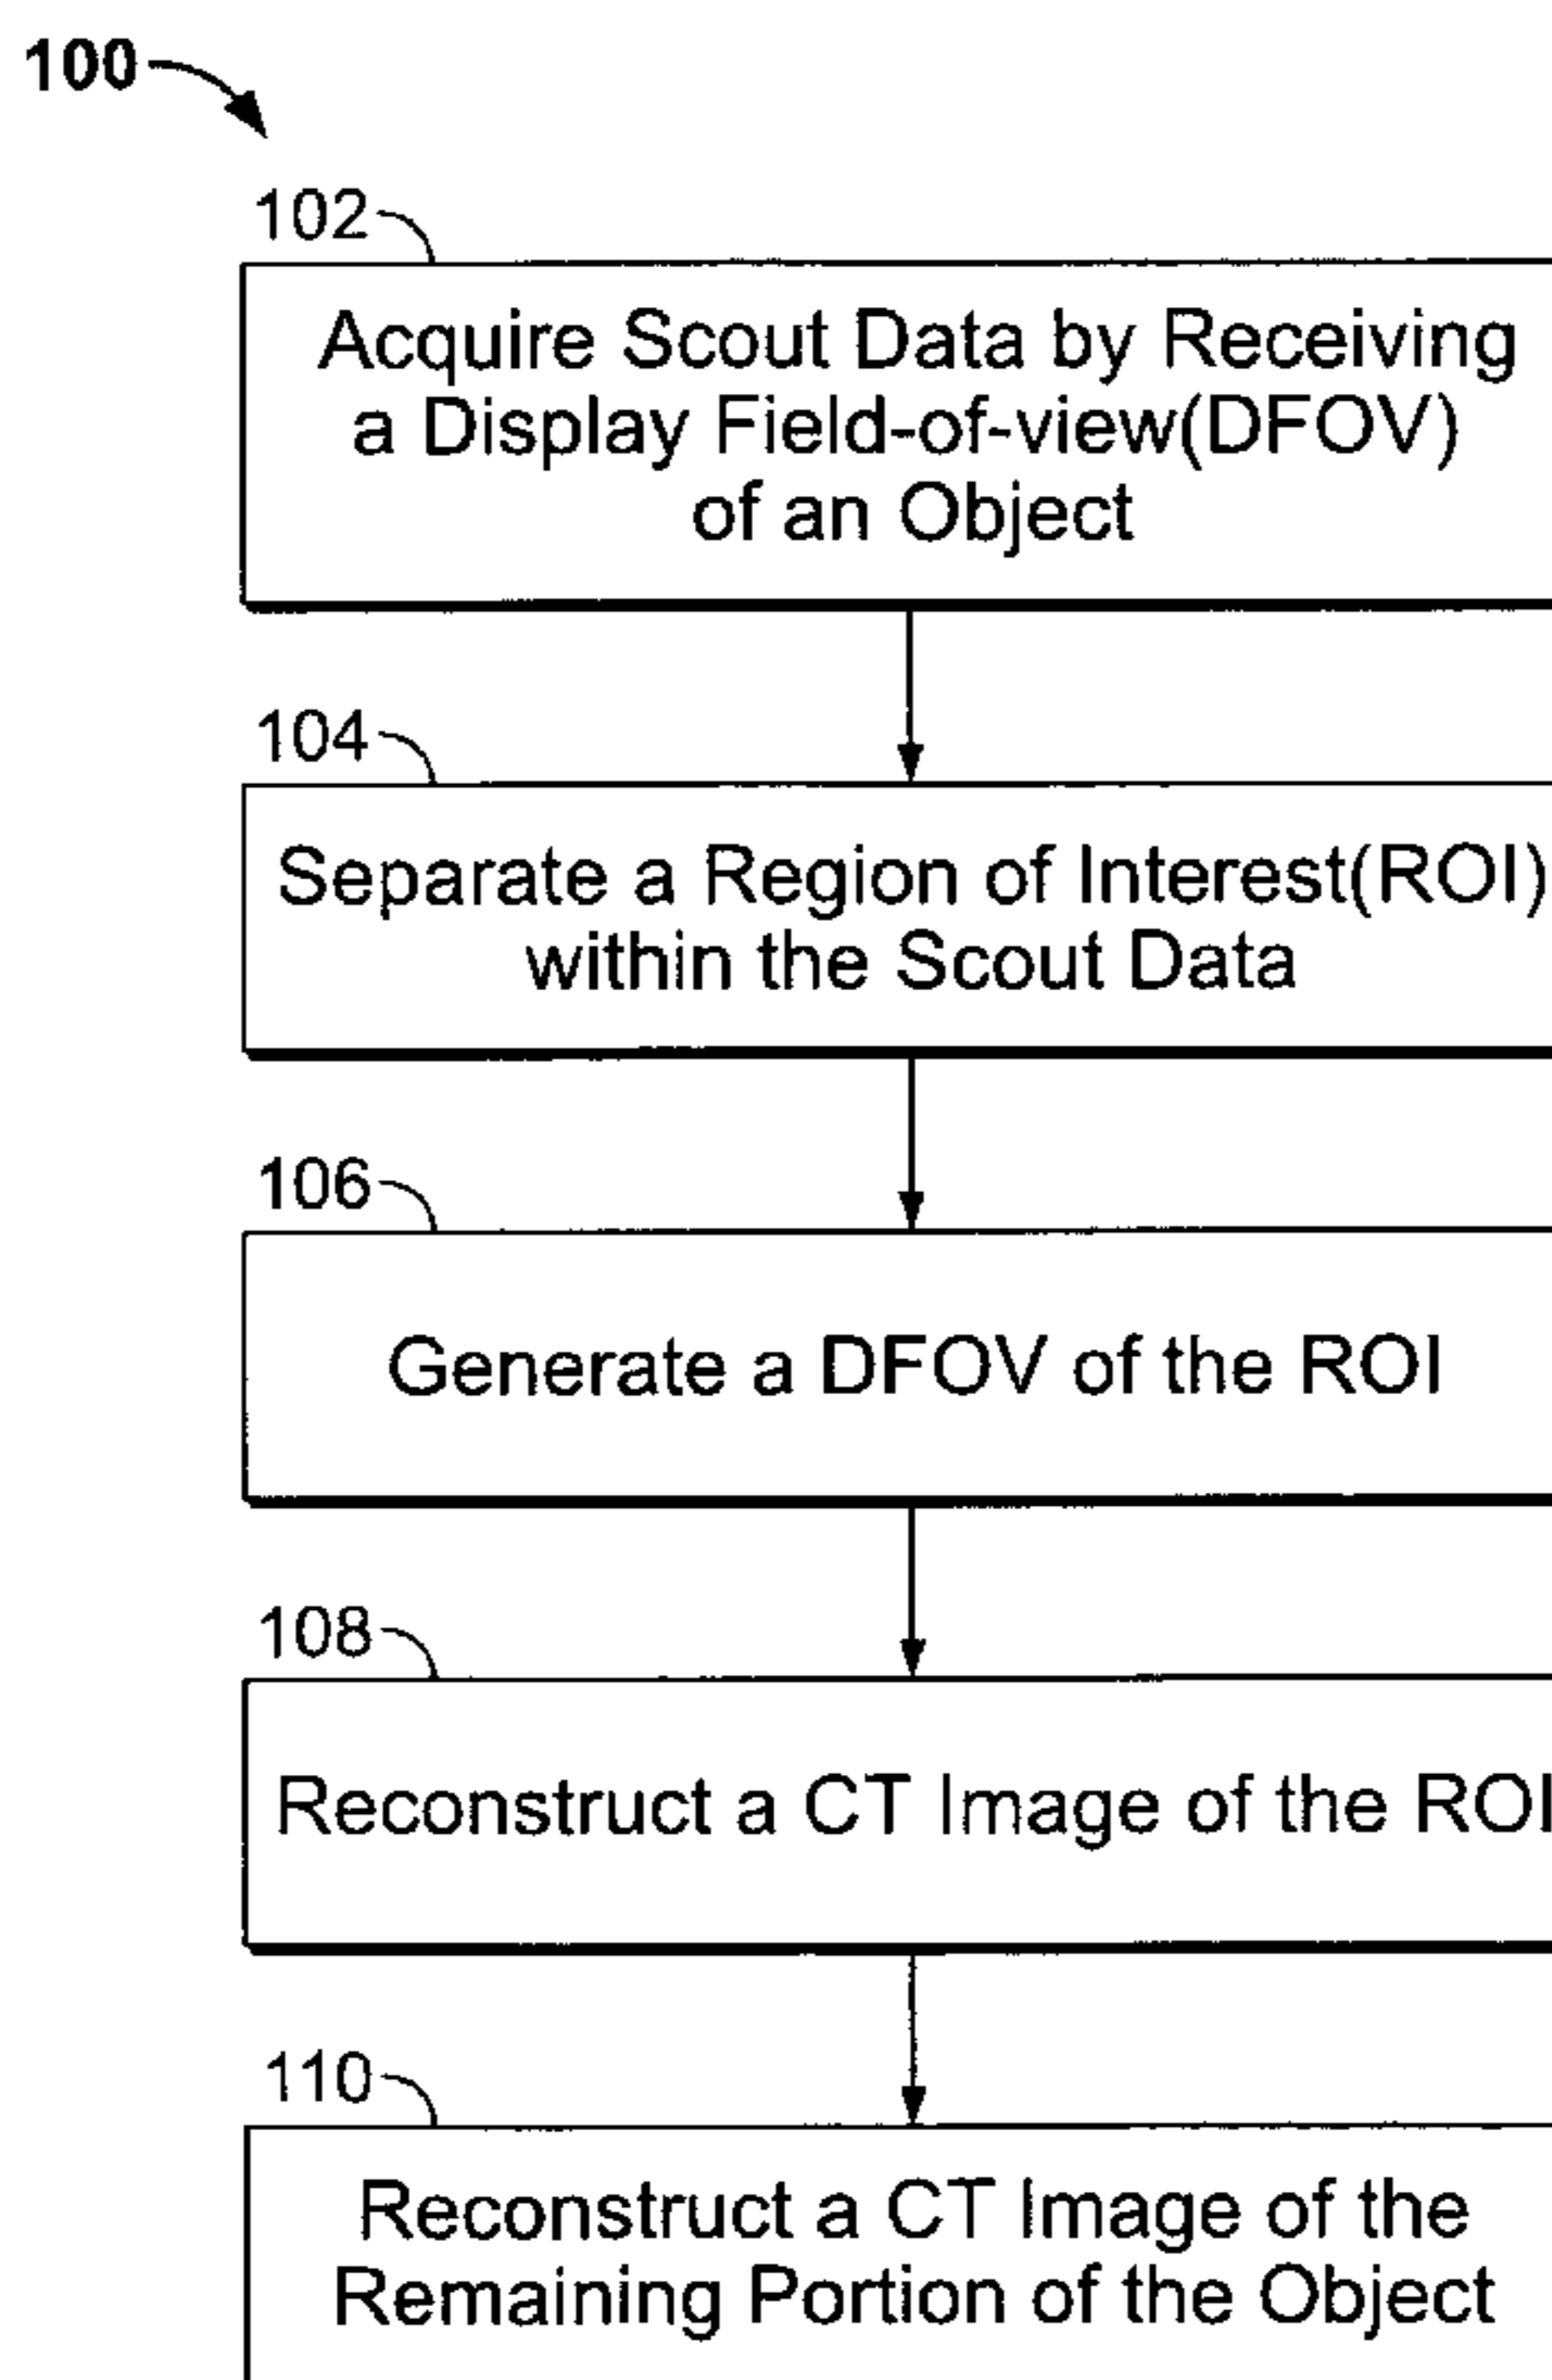 100
102
Acquire Scout Data by Receiving
a Display Field-of-view(DFOV)
of an Object
104
Separate a Region of Interest(ROI)
within the Scout Data
106
Generate a DFOV of the ROI
108
Reconstruct a CT Image of the ROI
110
Reconstruct a CT Image of the
Remaining Portion of the Object